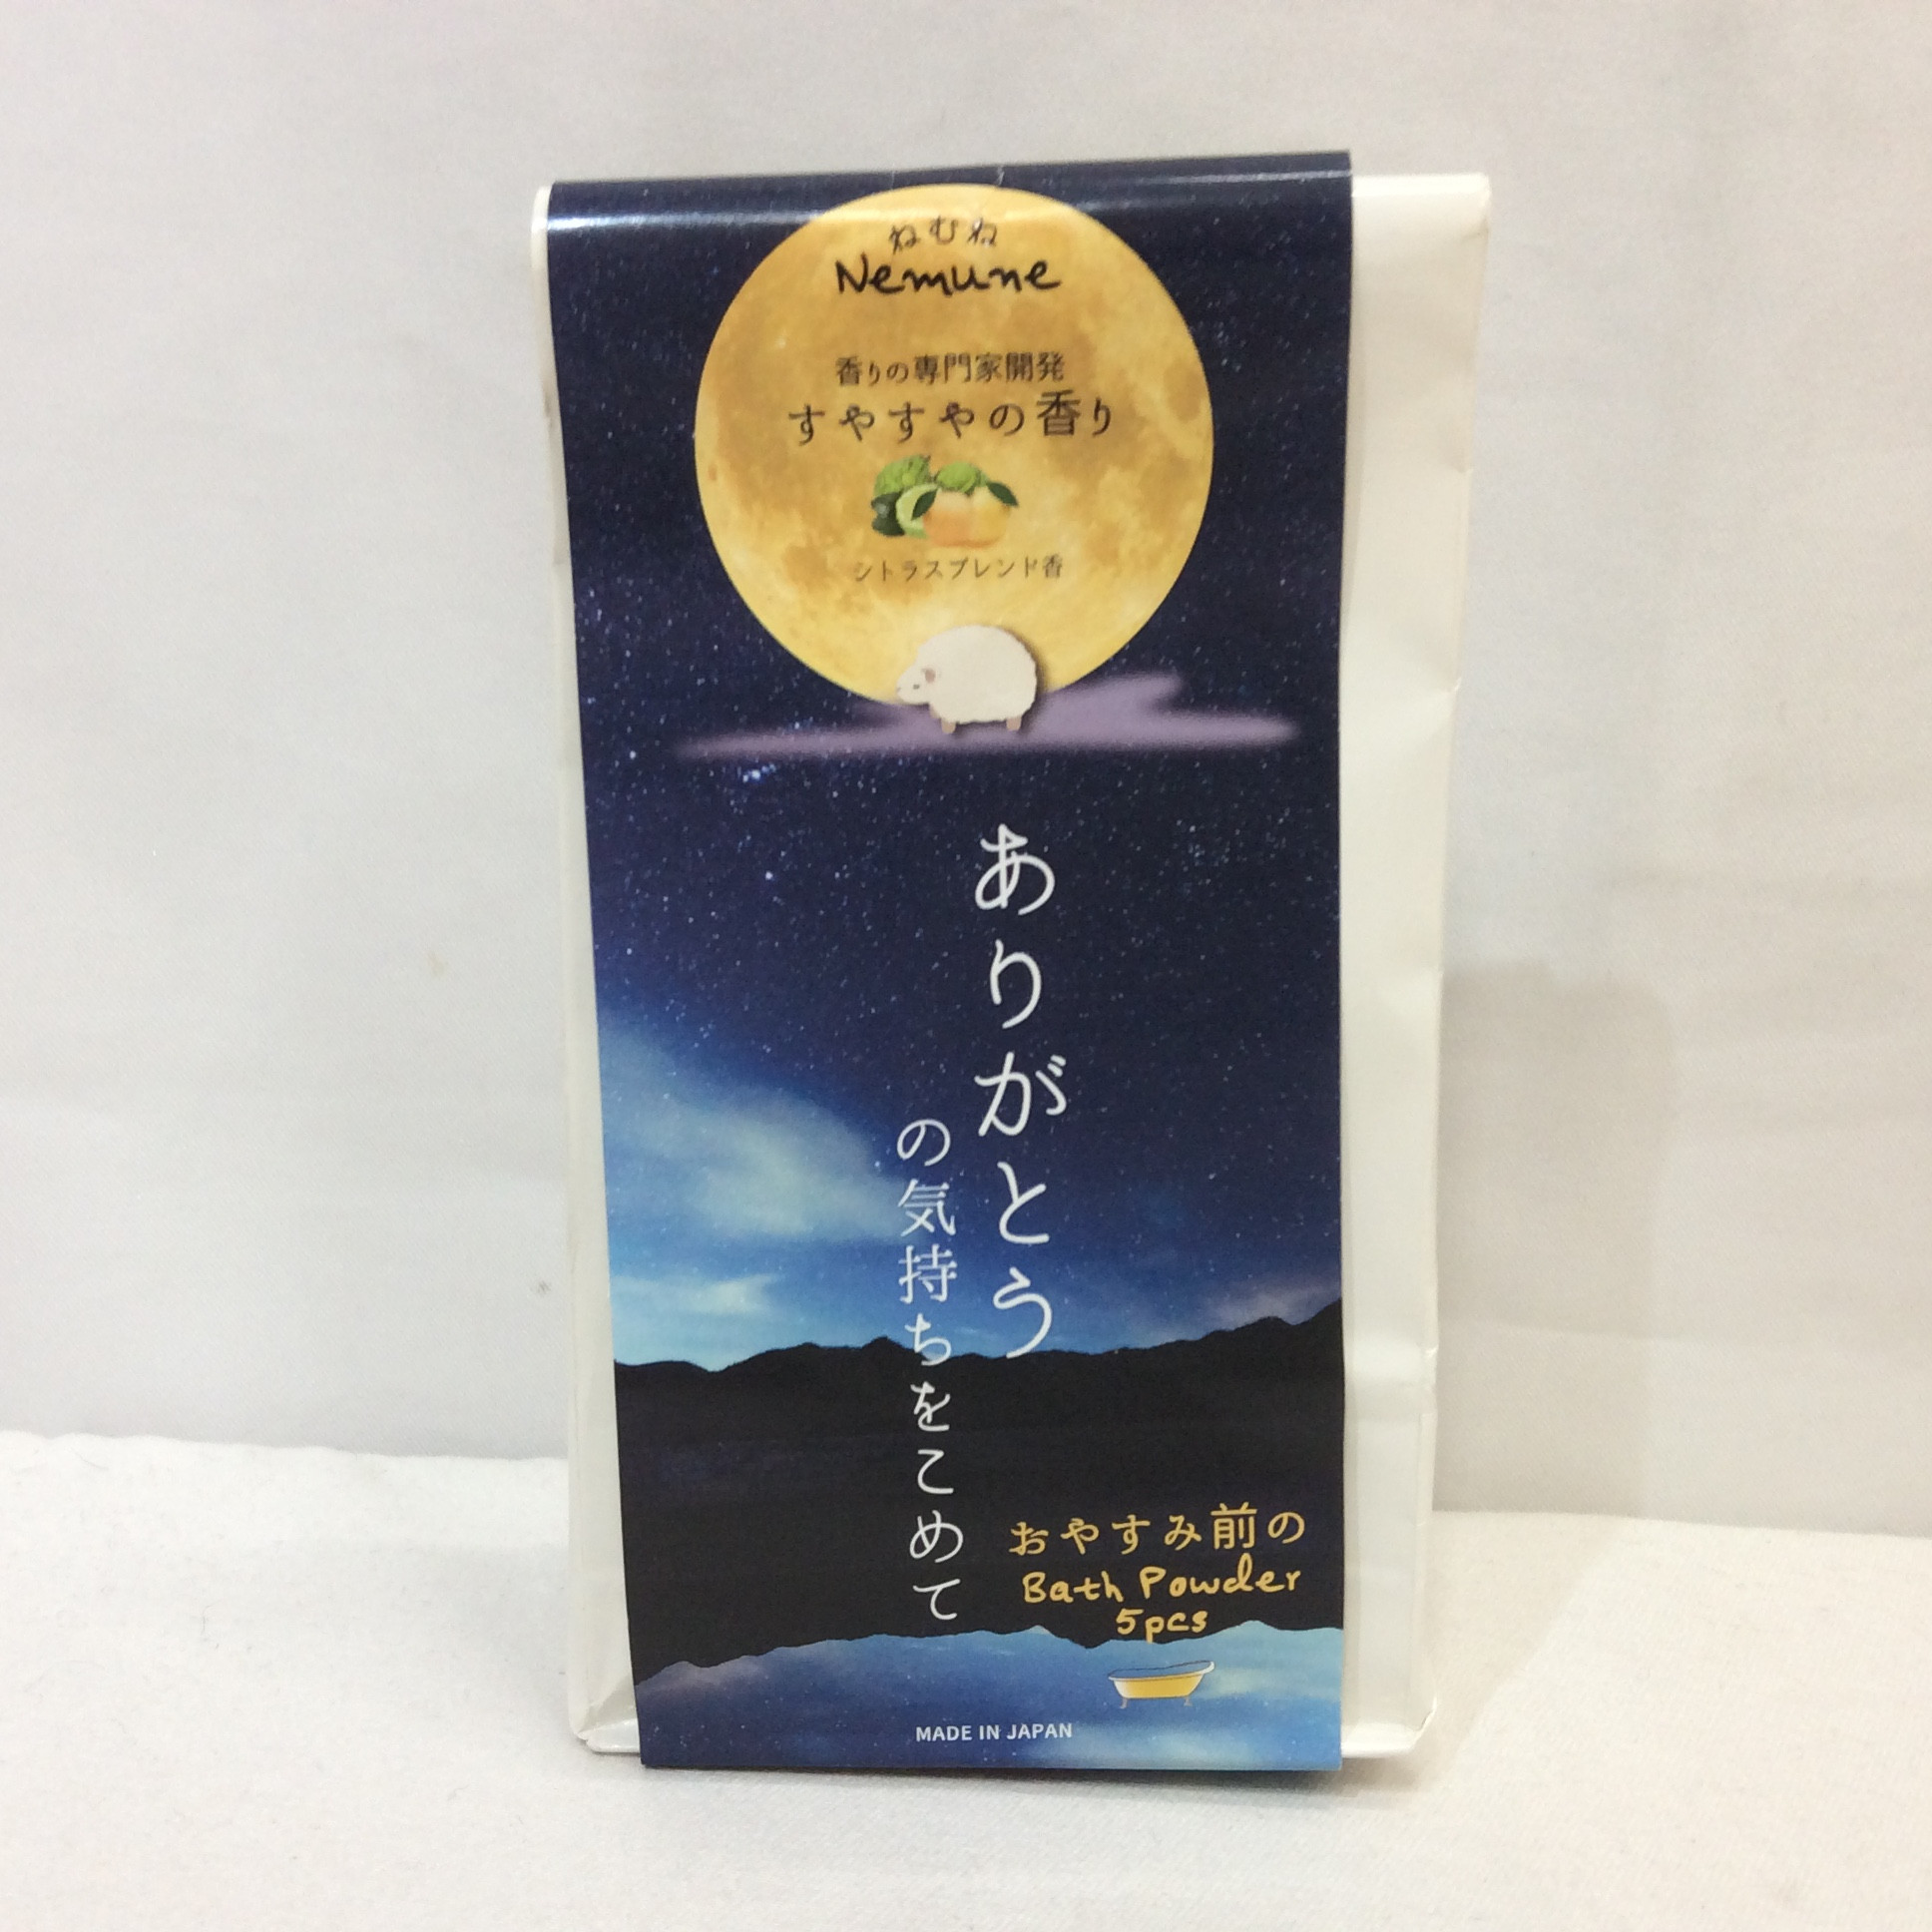 ねむね
Nemune
香りの専門家開発
すやすやの香り
シトラスブレンド香
ありがとう
の気持ちをこめて
おやすみ前の
Bath Powder
5pcs
MADE IN JAPAN